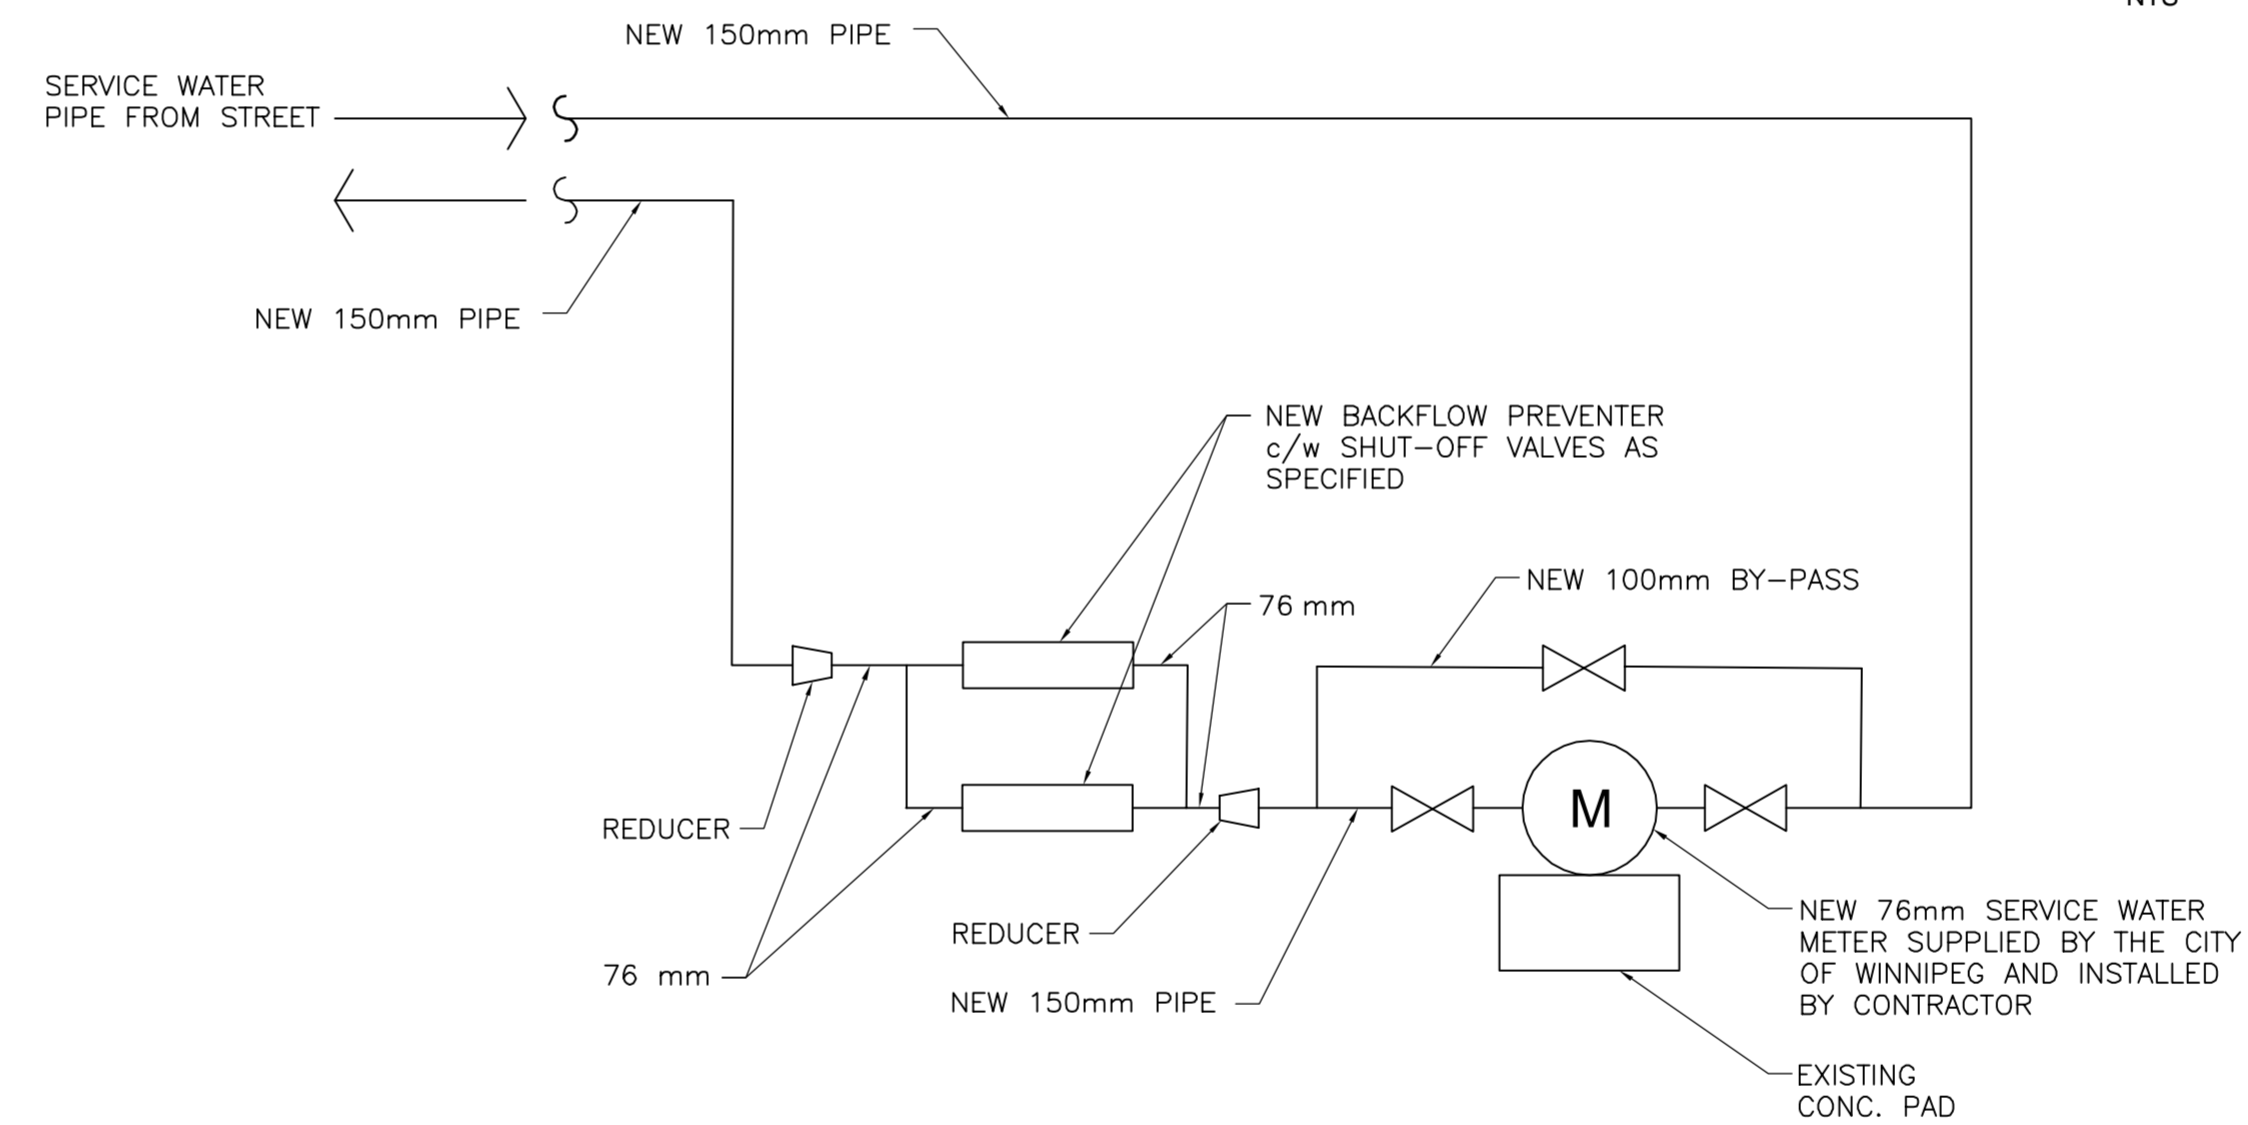 NTS
NEW 150mm PIPE
SERVICE WATER
PIPE FROM STREET
NEW 150mm PIPE
NEW BACKFLOW PREVENTER
c/w SHUT-OFF VALVES AS
SPECIFIED
NEW 100mm BY-PASS
76 mm
M
REDUCER
REDUCER
76 mm
NEW 150mm PIPE
NEW 76mm SERVICE WATER
METER SUPPLIED BY THE CITY
OF WINNIPEG AND INSTALLED
BY CONTRACTOR
EXISTING
CONC. PAD